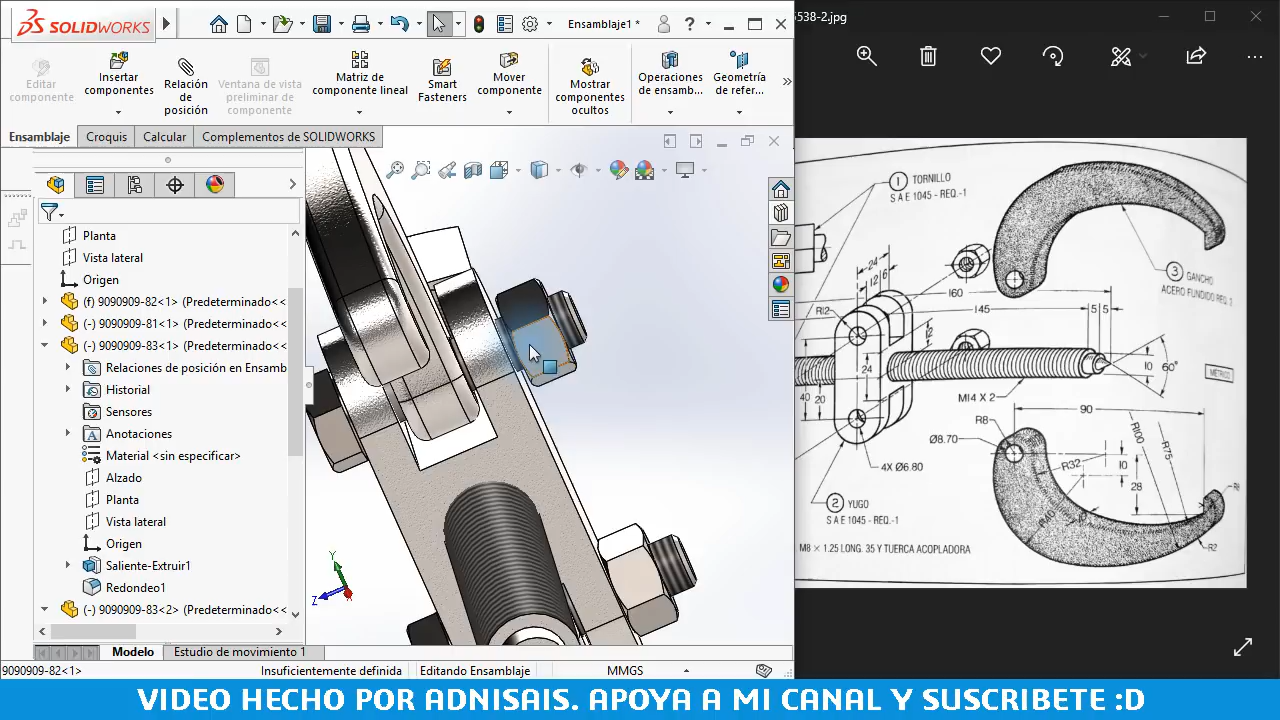 SOLIDWORKS
Ensamblaje1 *
5538-2.jpg
Editar componente
Insertar componentes
Relación de posición
Ventana de vista preliminar de componente
Matriz de componente lineal
Smart Fasteners
Mover componente
Mostrar componentes ocultos
Operaciones de ensamb...
Geometría de refer...
Ensamblaje
Croquis
Calcular
Complementos de SOLIDWORKS
Planta
Vista lateral
Origen
(f) 9090909-82<1> (Predeterminado<<
(-) 9090909-81<1> (Predeterminado<<
(-) 9090909-83<1> (Predeterminado<<
Relaciones de posición en Ensamb
Historial
Sensores
Anotaciones
Material <sin especificar>
Alzado
Planta
Vista lateral
Origen
Saliente-Extruir1
Redondeo1
(-) 9090909-83<2> (Predeterminado<<
Y
Z
Modelo
Estudio de movimiento 1
9090909-82<1>
Insuficientemente definida
Editando Ensamblaje
MMGS
1 TORNILLO
S A E 1045 - REQ.-1
24
12
6
160
145
5
5
R12
12
3 GANCHO
ACERO FUNDIDO REQ.
24
40
20
10
60°
MÉTRICO
M14 X 2
90
R8
Ø8.70
R100
R75
R32
10
28
R40
R2
4X Ø6.80
2 YUGO
S A E 1045 - REQ.-1
M8 × 1.25 LONG. 35 Y TUERCA ACOPLADORA
VIDEO HECHO POR ADNISAIS. APOYA A MI CANAL Y SUSCRIBETE :D